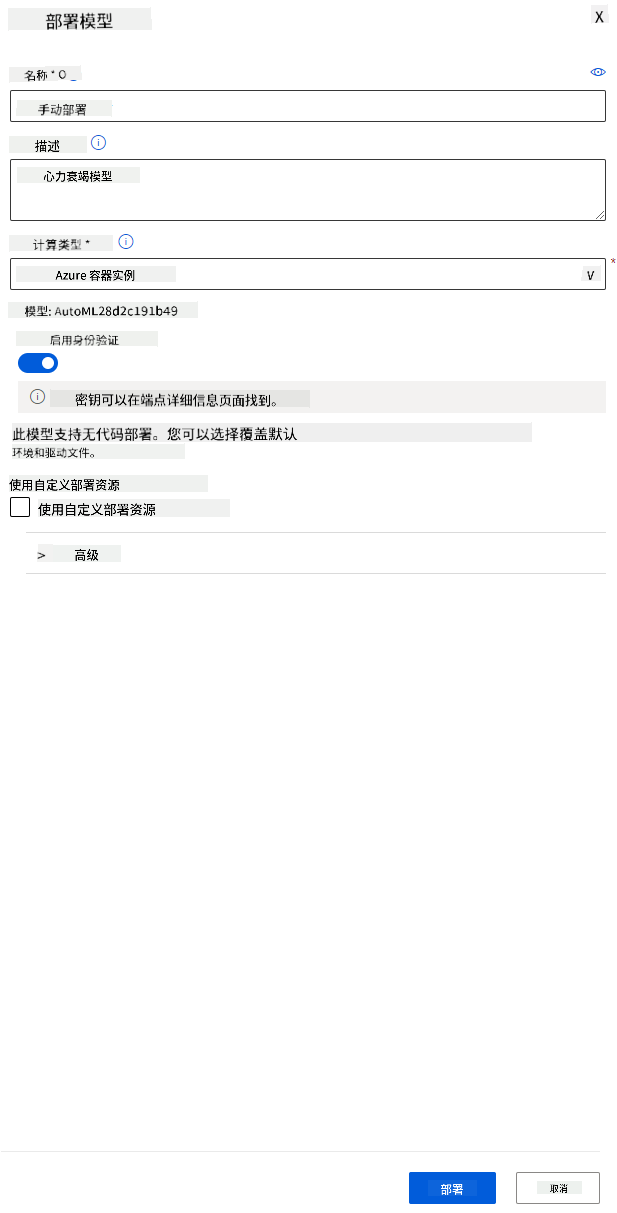 部署模型
X
名称 * O
手动部署
描述
心力衰竭模型
计算类型 *
*
Azure 容器实例
模型: AutoML28d2c191b49
启用身份验证
密钥可以在端点详细信息页面找到。
此模型支持无代码部署。您可以选择覆盖默认
环境和驱动文件。
使用自定义部署资源
使用自定义部署资源
> 高级
部署
取消